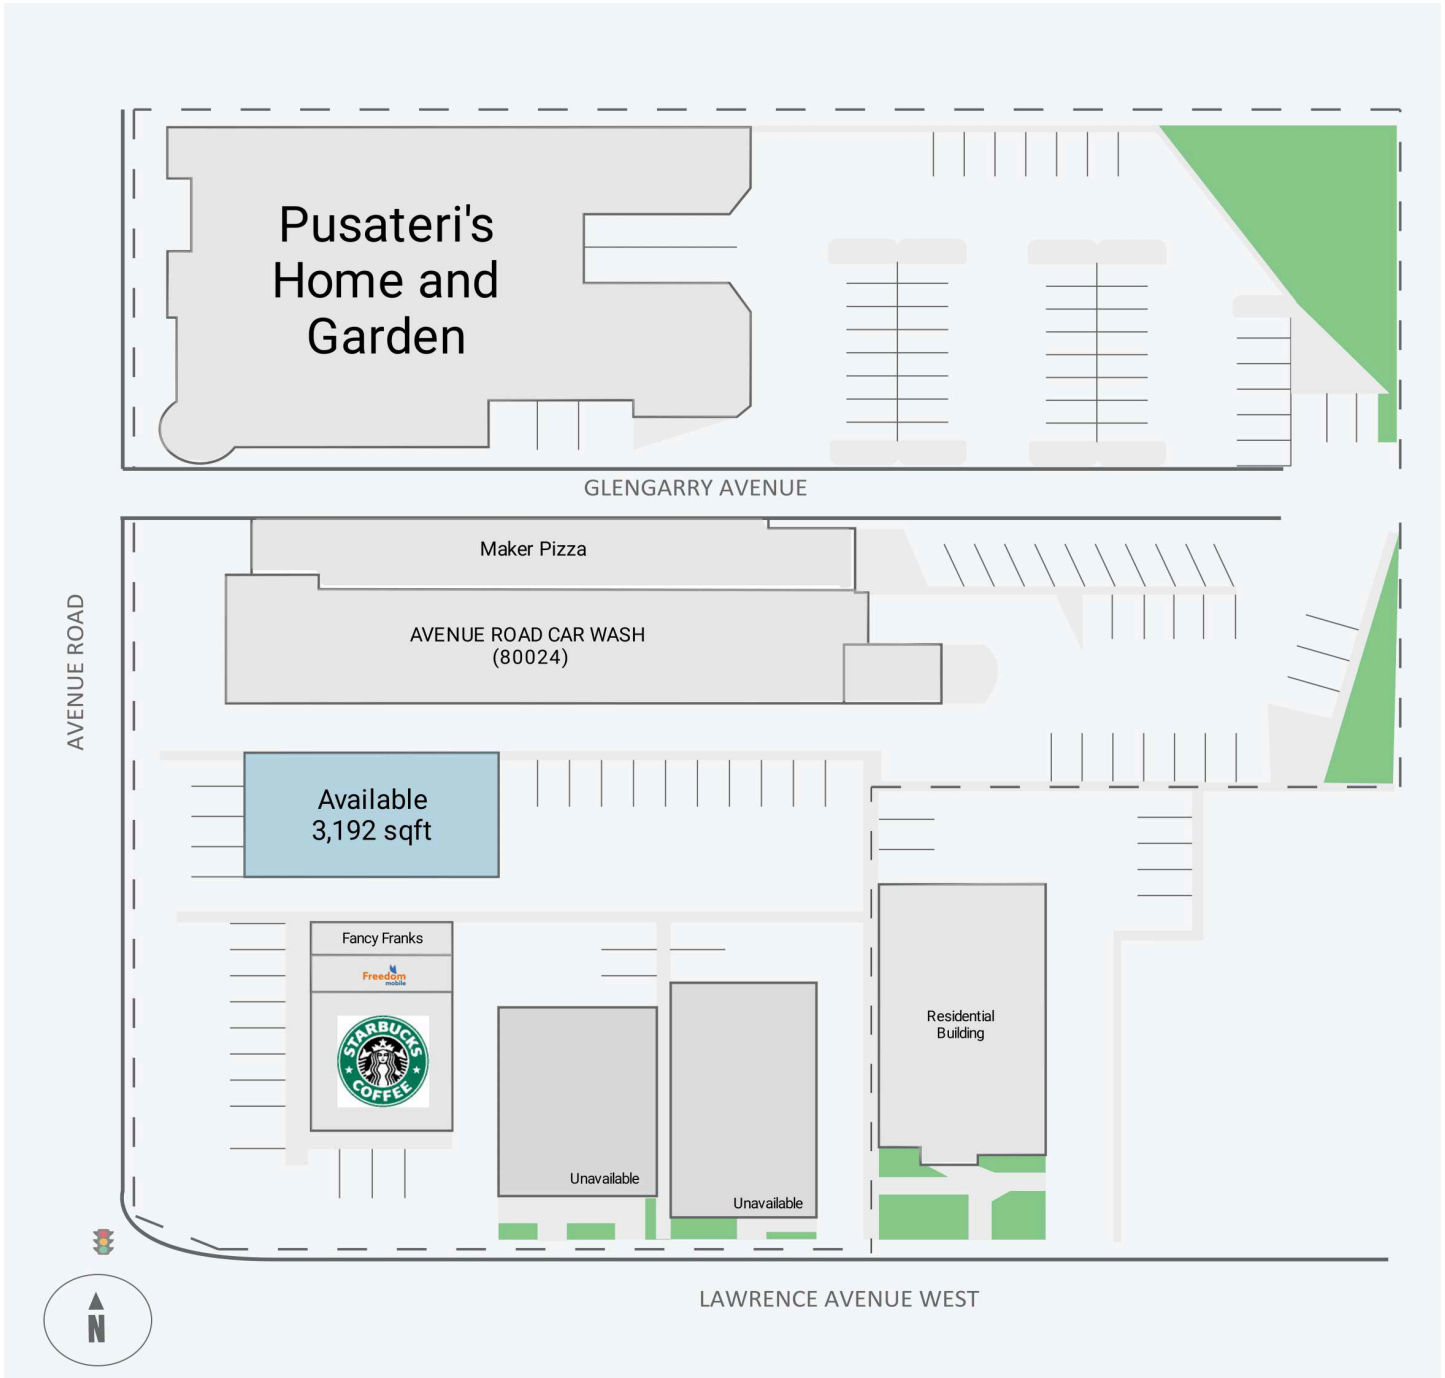 Pusateri's
Home and
Garden
GLENGARRY AVENUE
Maker Pizza
AVENUE ROAD CAR WASH
(80024)
AVENUE ROAD
Available
3,192 sqft
Fancy Franks
Freedom
mobile
STARBUCKS
COFFEE
Residential
Building
Unavailable
Unavailable
LAWRENCE AVENUE WEST
N